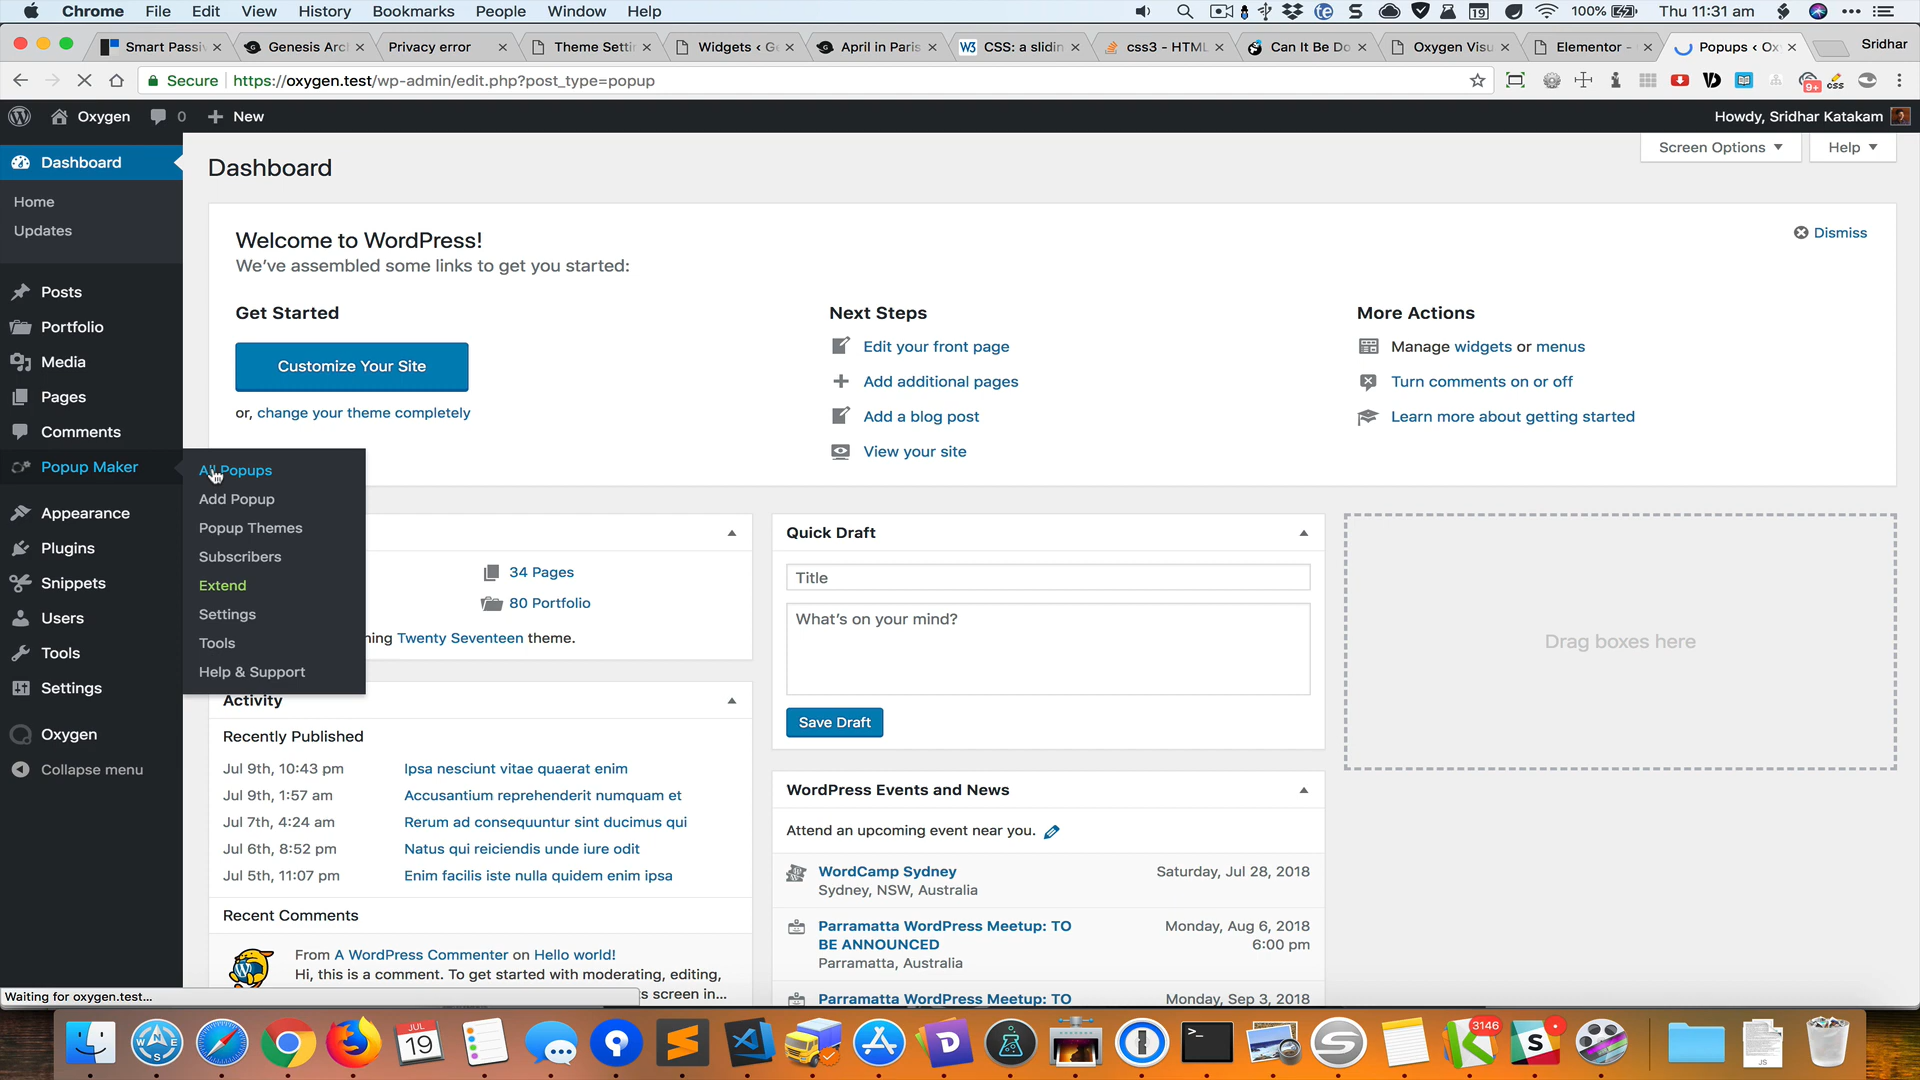 Chrome File Edit View History Bookmarks People Window Help 100% Thu 11:31 am
Smart Passiv Genesis Arc Privacy error Theme Settin Widgets ‹ Ge April in Paris CSS: a slidin css3 - HTML Can It Be Do Oxygen Visu Elementor - Popups ‹ Ox Sridhar
Secure https://oxygen.test/wp-admin/edit.php?post_type=popup
Oxygen 0 New Howdy, Sridhar Katakam
Dashboard
Home
Updates
Posts
Portfolio
Media
Pages
Comments
Popup Maker
Appearance
Plugins
Snippets
Users
Tools
Settings
Oxygen
Collapse menu
All Popups
Add Popup
Popup Themes
Subscribers
Extend
Settings
Tools
Help & Support
Dashboard
Screen Options Help
Welcome to WordPress!
We've assembled some links to get you started:
Dismiss
Get Started
Customize Your Site
or, change your theme completely
Next Steps
Edit your front page
Add additional pages
Add a blog post
View your site
More Actions
Manage widgets or menus
Turn comments on or off
Learn more about getting started
34 Pages
80 Portfolio
ning Twenty Seventeen theme.
Activity
Recently Published
Jul 9th, 10:43 pm Ipsa nesciunt vitae quaerat enim
Jul 9th, 1:57 am Accusantium reprehenderit numquam et
Jul 7th, 4:24 am Rerum ad consequuntur sint ducimus qui
Jul 6th, 8:52 pm Natus qui reiciendis unde iure odit
Jul 5th, 11:07 pm Enim facilis iste nulla quidem enim ipsa
Recent Comments
From A WordPress Commenter on Hello world!
Hi, this is a comment. To get started with moderating, editing,
s screen in...
Quick Draft
Title
What's on your mind?
Save Draft
WordPress Events and News
Attend an upcoming event near you.
WordCamp Sydney Saturday, Jul 28, 2018
Sydney, NSW, Australia
Parramatta WordPress Meetup: TO BE ANNOUNCED Monday, Aug 6, 2018
6:00 pm
Parramatta, Australia
Parramatta WordPress Meetup: TO Monday, Sep 3, 2018
Drag boxes here
Waiting for oxygen.test...
JUL
19
3146